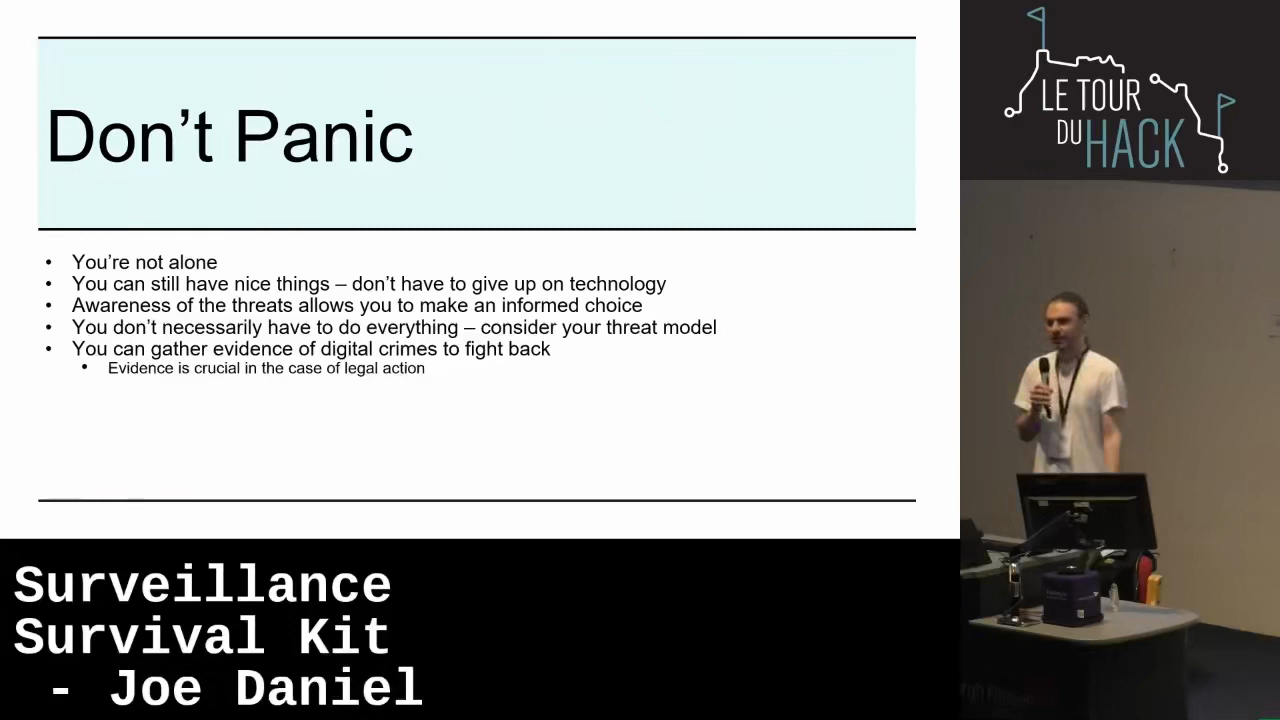 Don’t Panic
• You’re not alone
• You can still have nice things – don’t have to give up on technology
• Awareness of the threats allows you to make an informed choice
• You don’t necessarily have to do everything – consider your threat model
• You can gather evidence of digital crimes to fight back
• Evidence is crucial in the case of legal action
LE TOUR
DU HACK
Surveillance
Survival Kit
- Joe Daniel